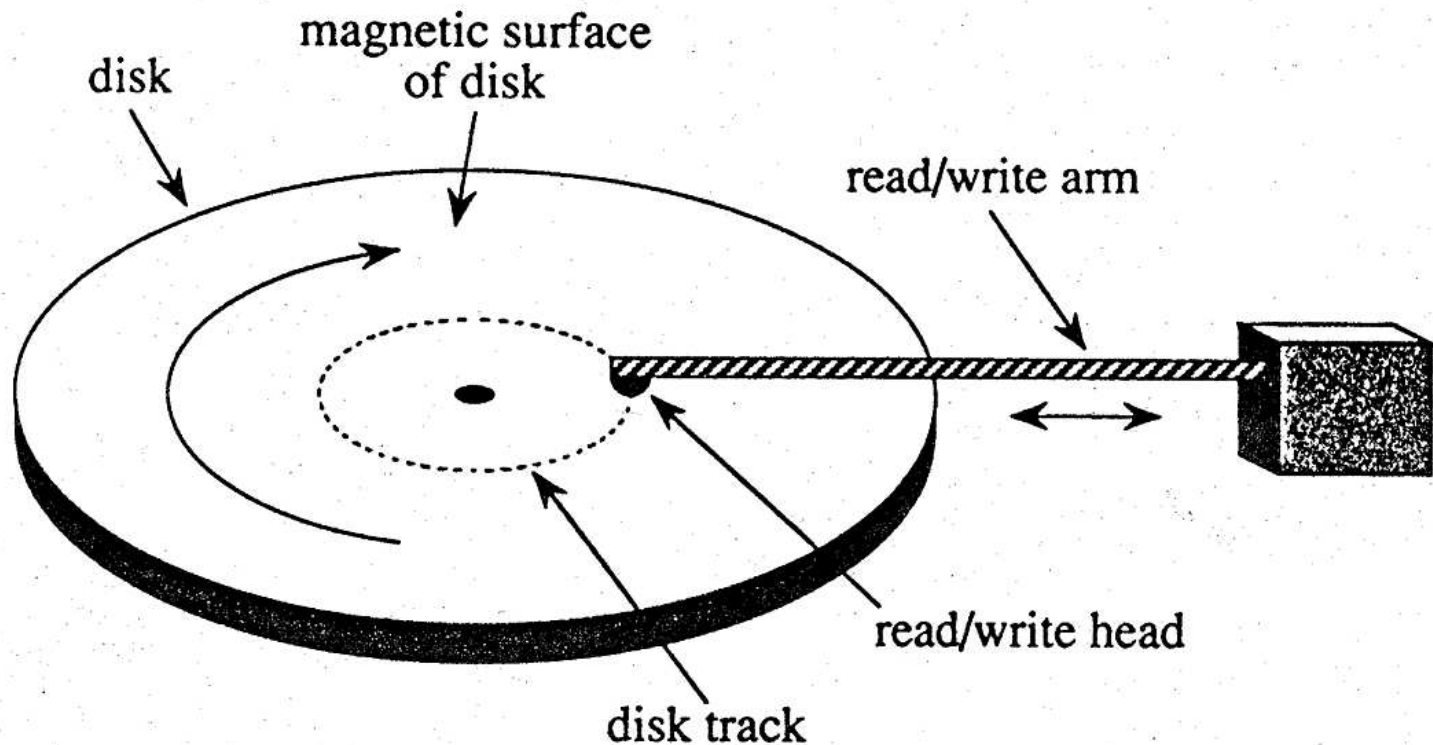 magnetic surface
of disk
disk
read/write arm
read/write head
disk track